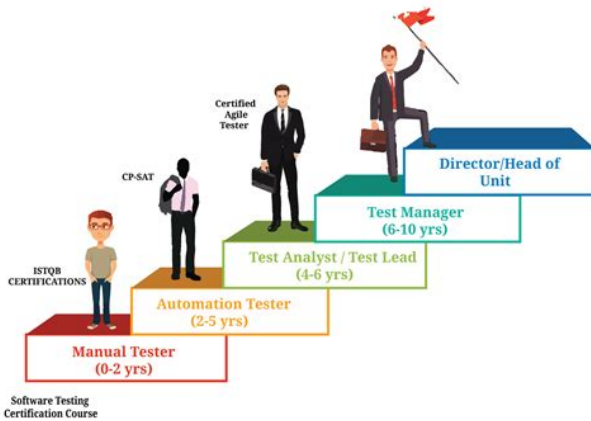 Certified
Agile
Tester
CP-SAT
ISTQB
CERTIFICATIONS
Director/Head of
Unit
Test Manager
(6-10 yrs)
Test Analyst / Test Lead
(4-6 yrs)
Automation Tester
(2-5 yrs)
Manual Tester
(0-2 yrs)
Software Testing
Certification Course